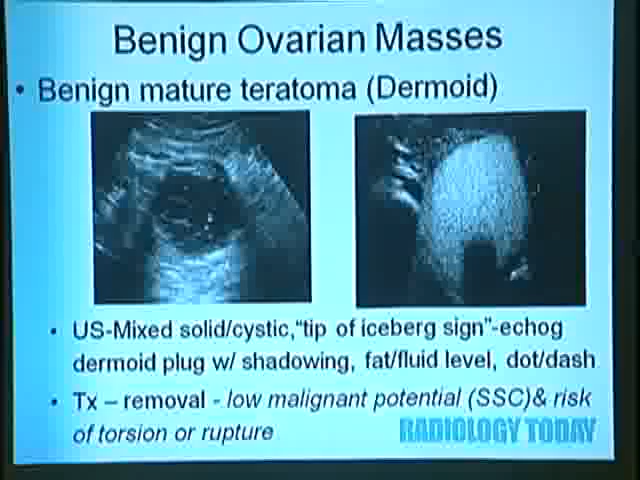 Benign Ovarian Masses
• Benign mature teratoma (Dermoid)
• US-Mixed solid/cystic,"tip of iceberg sign"-echog
dermoid plug w/ shadowing, fat/fluid level, dot/dash
• Tx – removal - low malignant potential (SSC)& risk
of torsion or rupture
RADIOLOGY TODAY